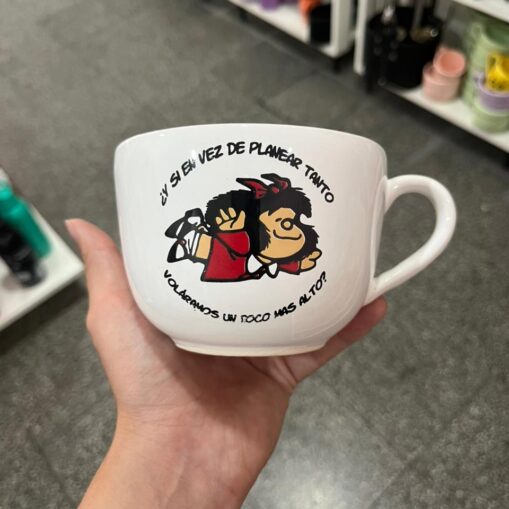 ¿Y SI EN VEZ DE PLANEAR TANTO
VOLÁRAMOS UN POCO MAS ALTO?